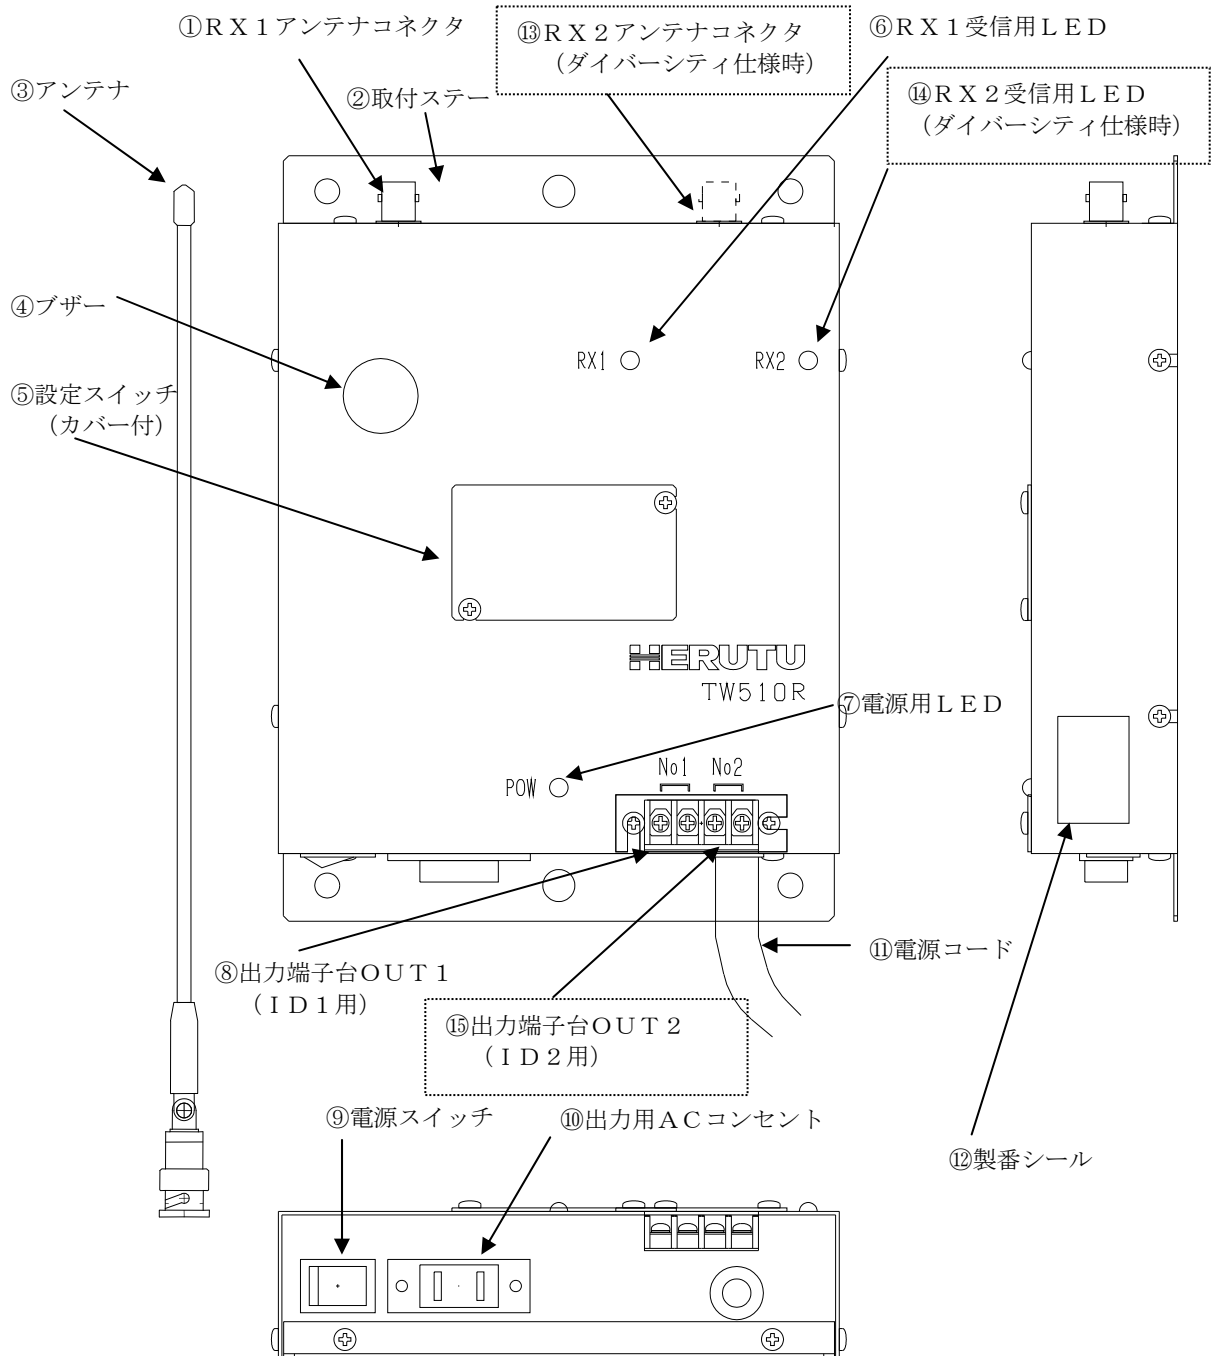 ①ＲＸ１アンテナコネクタ
⑬ＲＸ２アンテナコネクタ
（ダイバーシティ仕様時）
⑥ＲＸ１受信用ＬＥＤ
③アンテナ
②取付ステー
⑭ＲＸ２受信用ＬＥＤ
（ダイバーシティ仕様時）
④ブザー
RX1
RX2
⑤設定スイッチ
（カバー付）
HERUTU
TW510R
⑦電源用ＬＥＤ
No1
No2
POW
⑧出力端子台ＯＵＴ１
（ＩＤ１用）
⑪電源コード
⑮出力端子台ＯＵＴ２
（ＩＤ２用）
⑨電源スイッチ
⑩出力用ＡＣコンセント
⑫製番シール